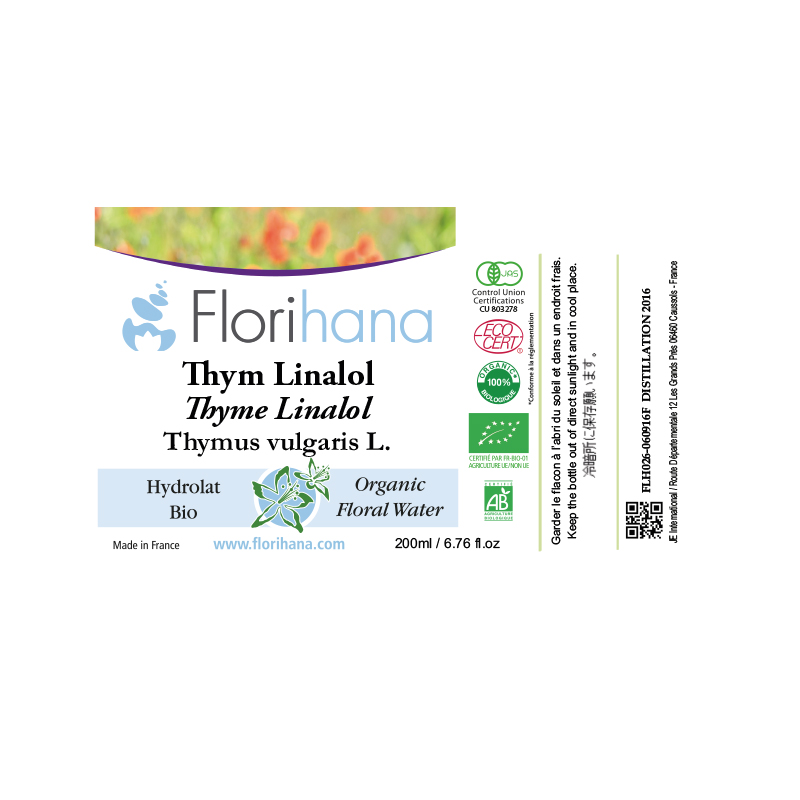 Florihana
Thym Linalol
Thyme Linalol
Thymus vulgaris L.
Hydrolat
Bio
Organic
Floral Water
Made in France
www.florihana.com
200ml / 6.76 fl.oz
JAS
Control Union
Certifications
CU 803278
ECO
CERT
®
*Conforme à la réglementation
ORGANIC*
100%
BIOLOGIQUE
CERTIFIÉ PAR FR-BIO-01
AGRICULTURE UE/NON UE
CERTIFIÉ
AB
AGRICULTURE
BIOLOGIQUE
Garder le flacon à l'abri du soleil et dans un endroit frais.
Keep the bottle out of direct sunlight and in cool place.
冷暗所に保存願います。
FLH026-060916F DISTILLATION 2016
JE International / Route Départementale 12 Les Grands Prés 06460 Caussols - France